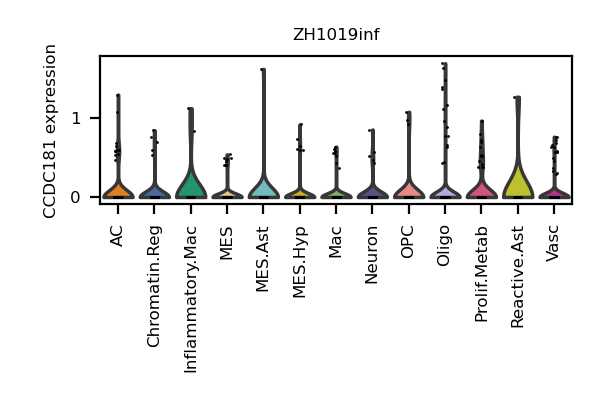 ZH1019inf
CCDC181 expression
1
0
AC
Chromatin.Reg
Inflammatory.Mac
MES
MES.Ast
MES.Hyp
Mac
Neuron
OPC
Oligo
Prolif.Metab
Reactive.Ast
Vasc